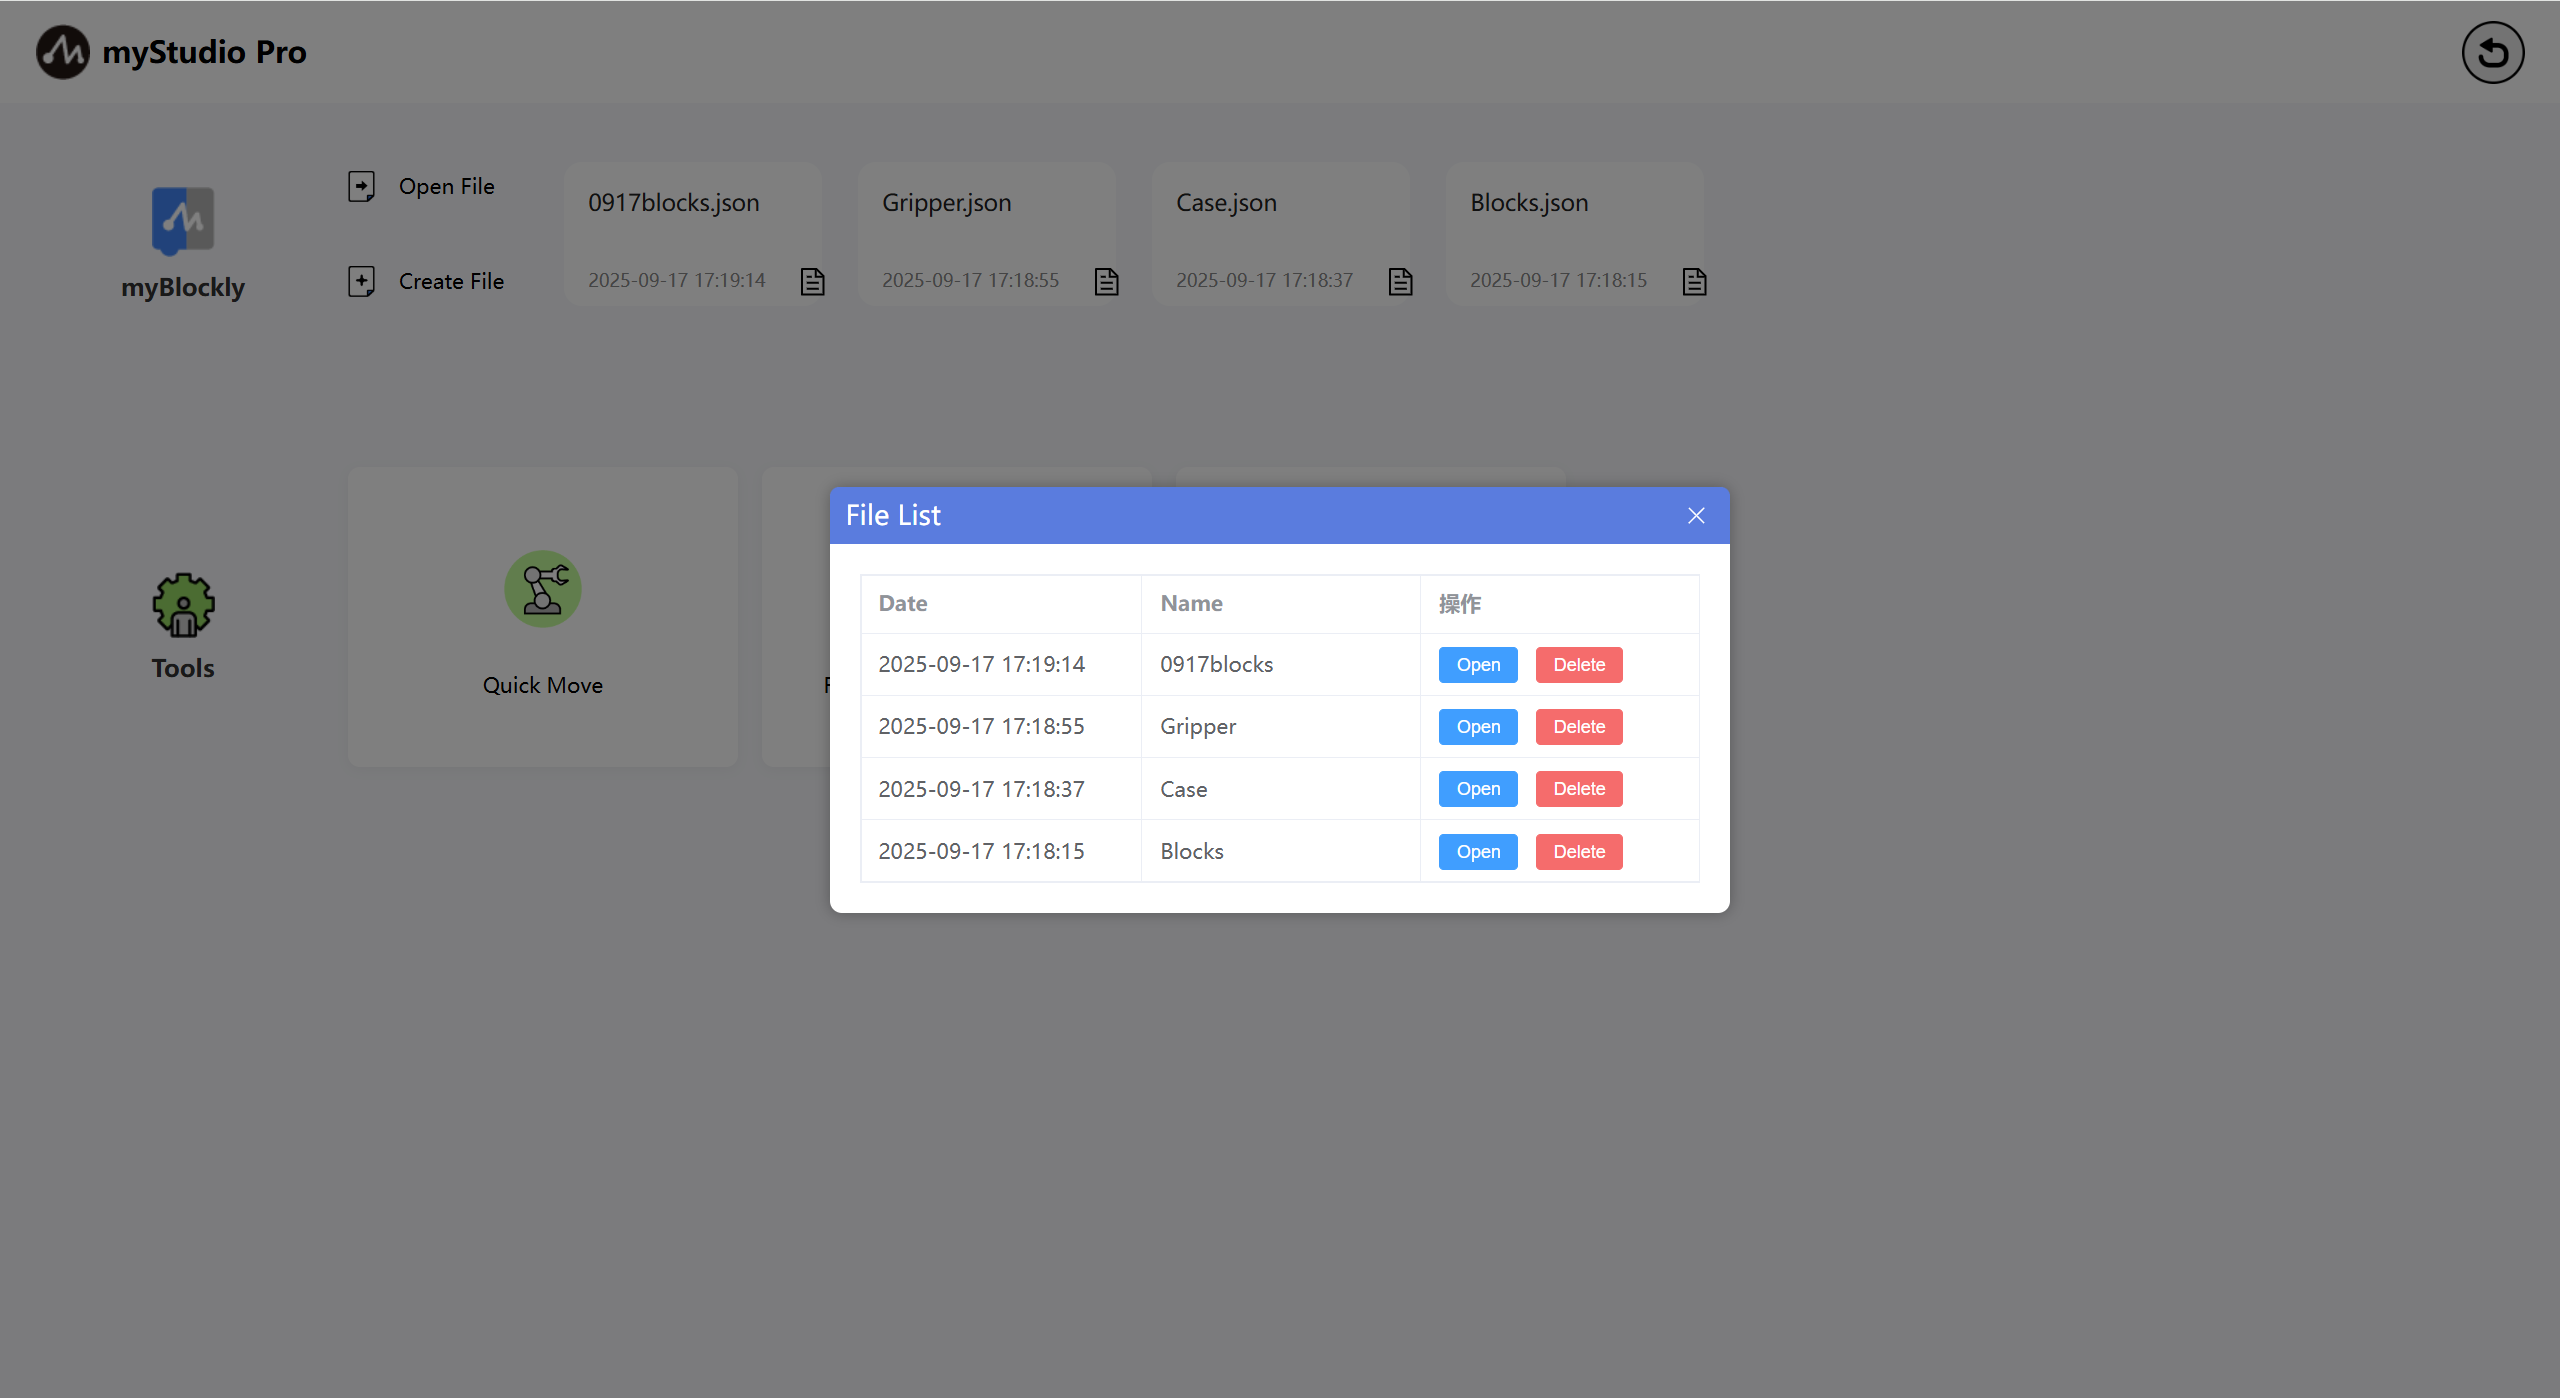 myStudio Pro
Open File
Create File
myBlockly
0917blocks.json
2025-09-17 17:19:14
Gripper.json
2025-09-17 17:18:55
Case.json
2025-09-17 17:18:37
Blocks.json
2025-09-17 17:18:15
Tools
Quick Move
File List
Date Name 操作
2025-09-17 17:19:14 0917blocks Open Delete
2025-09-17 17:18:55 Gripper Open Delete
2025-09-17 17:18:37 Case Open Delete
2025-09-17 17:18:15 Blocks Open Delete